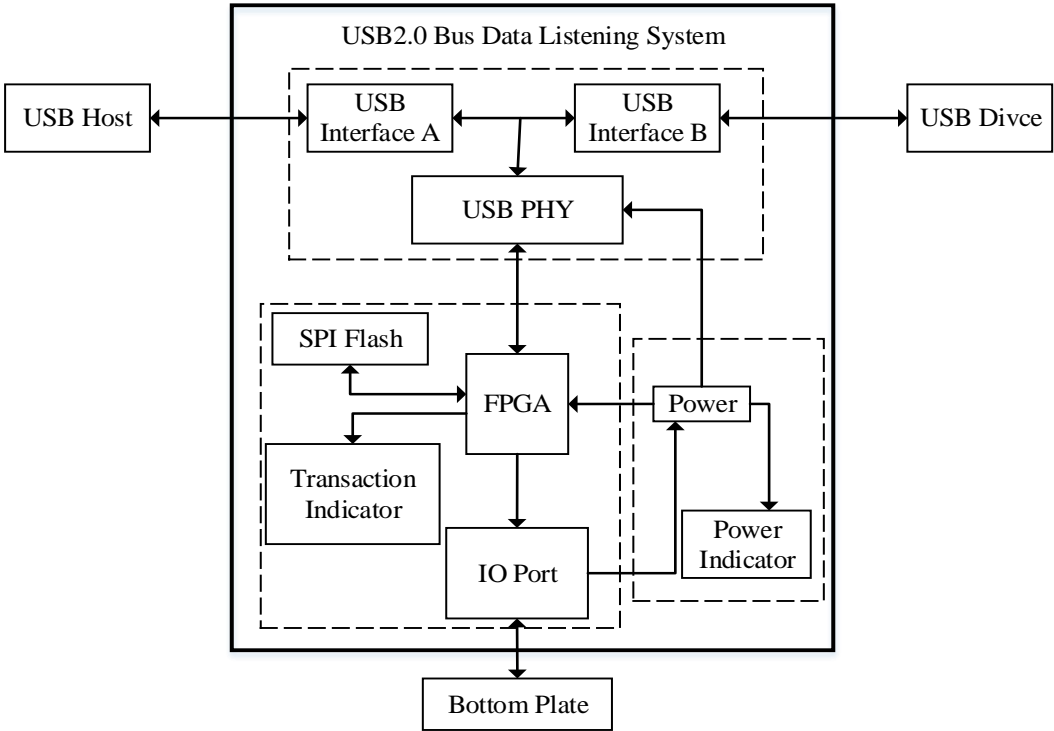 USB2.0 Bus Data Listening System
USB Host
USB
Interface A
USB
Interface B
USB Divce
USB PHY
SPI Flash
FPGA
Power
Transaction
Indicator
Power
Indicator
IO Port
Bottom Plate